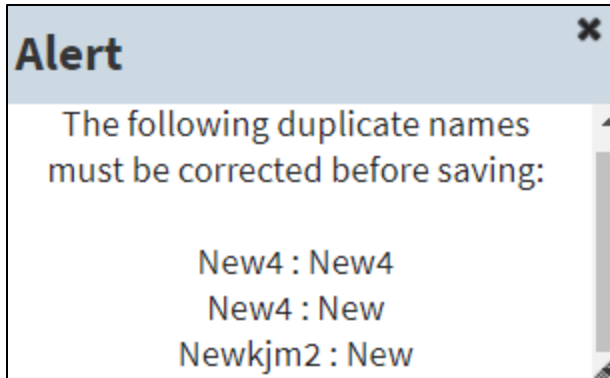 Alert
The following duplicate names
must be corrected before saving:
New4 : New4
New4 : New
Newkjm2 : New